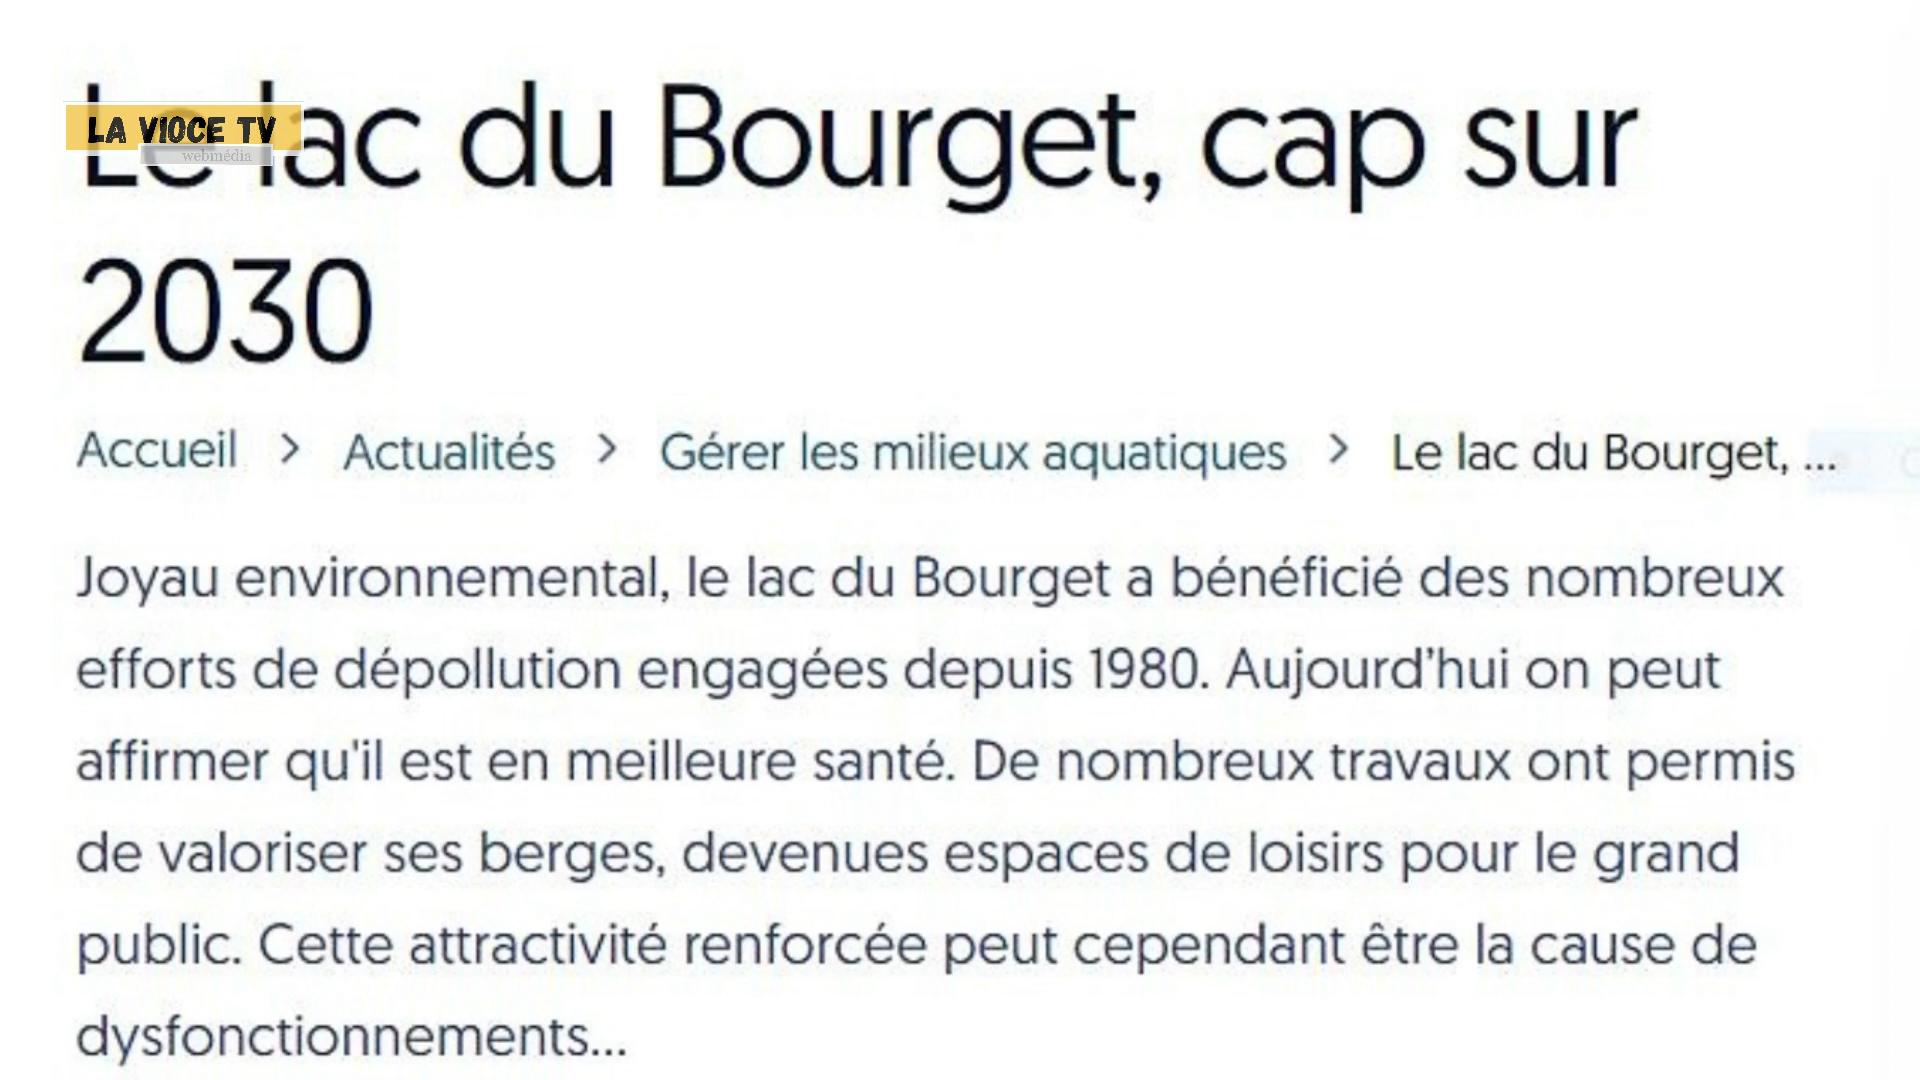 Le lac du Bourget, cap sur
LA VIOCE TV
webmédia
2030
Accueil > Actualités > Gérer les milieux aquatiques > Le lac du Bourget, ...
Joyau environnemental, le lac du Bourget a bénéficié des nombreux
efforts de dépollution engagées depuis 1980. Aujourd’hui on peut
affirmer qu'il est en meilleure santé. De nombreux travaux ont permis
de valoriser ses berges, devenues espaces de loisirs pour le grand
public. Cette attractivité renforcée peut cependant être la cause de
dysfonctionnements...